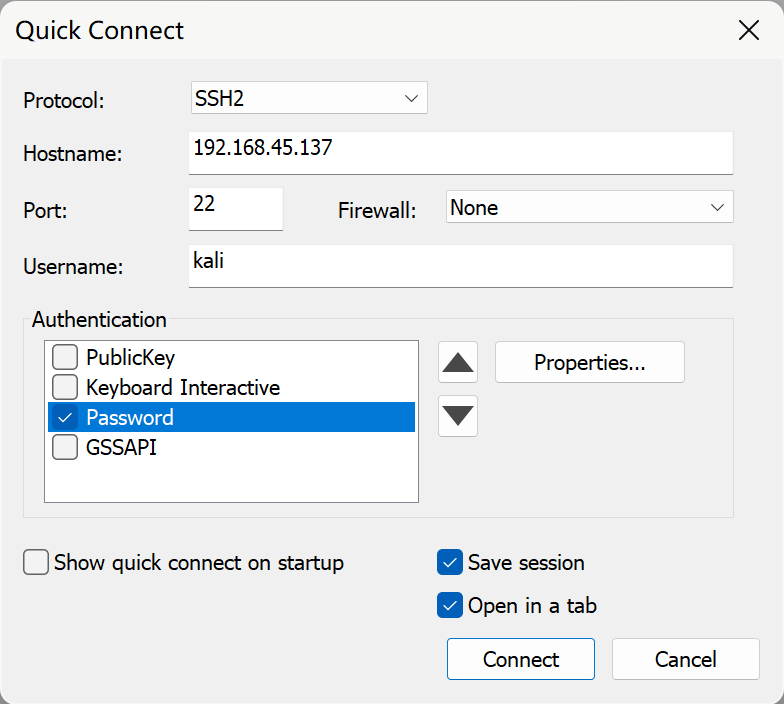 Quick Connect
Protocol: SSH2
Hostname: 192.168.45.137
Port: 22 Firewall: None
Username: kali
Authentication
PublicKey
Keyboard Interactive
Password
GSSAPI
Properties...
Show quick connect on startup
Save session
Open in a tab
Connect Cancel